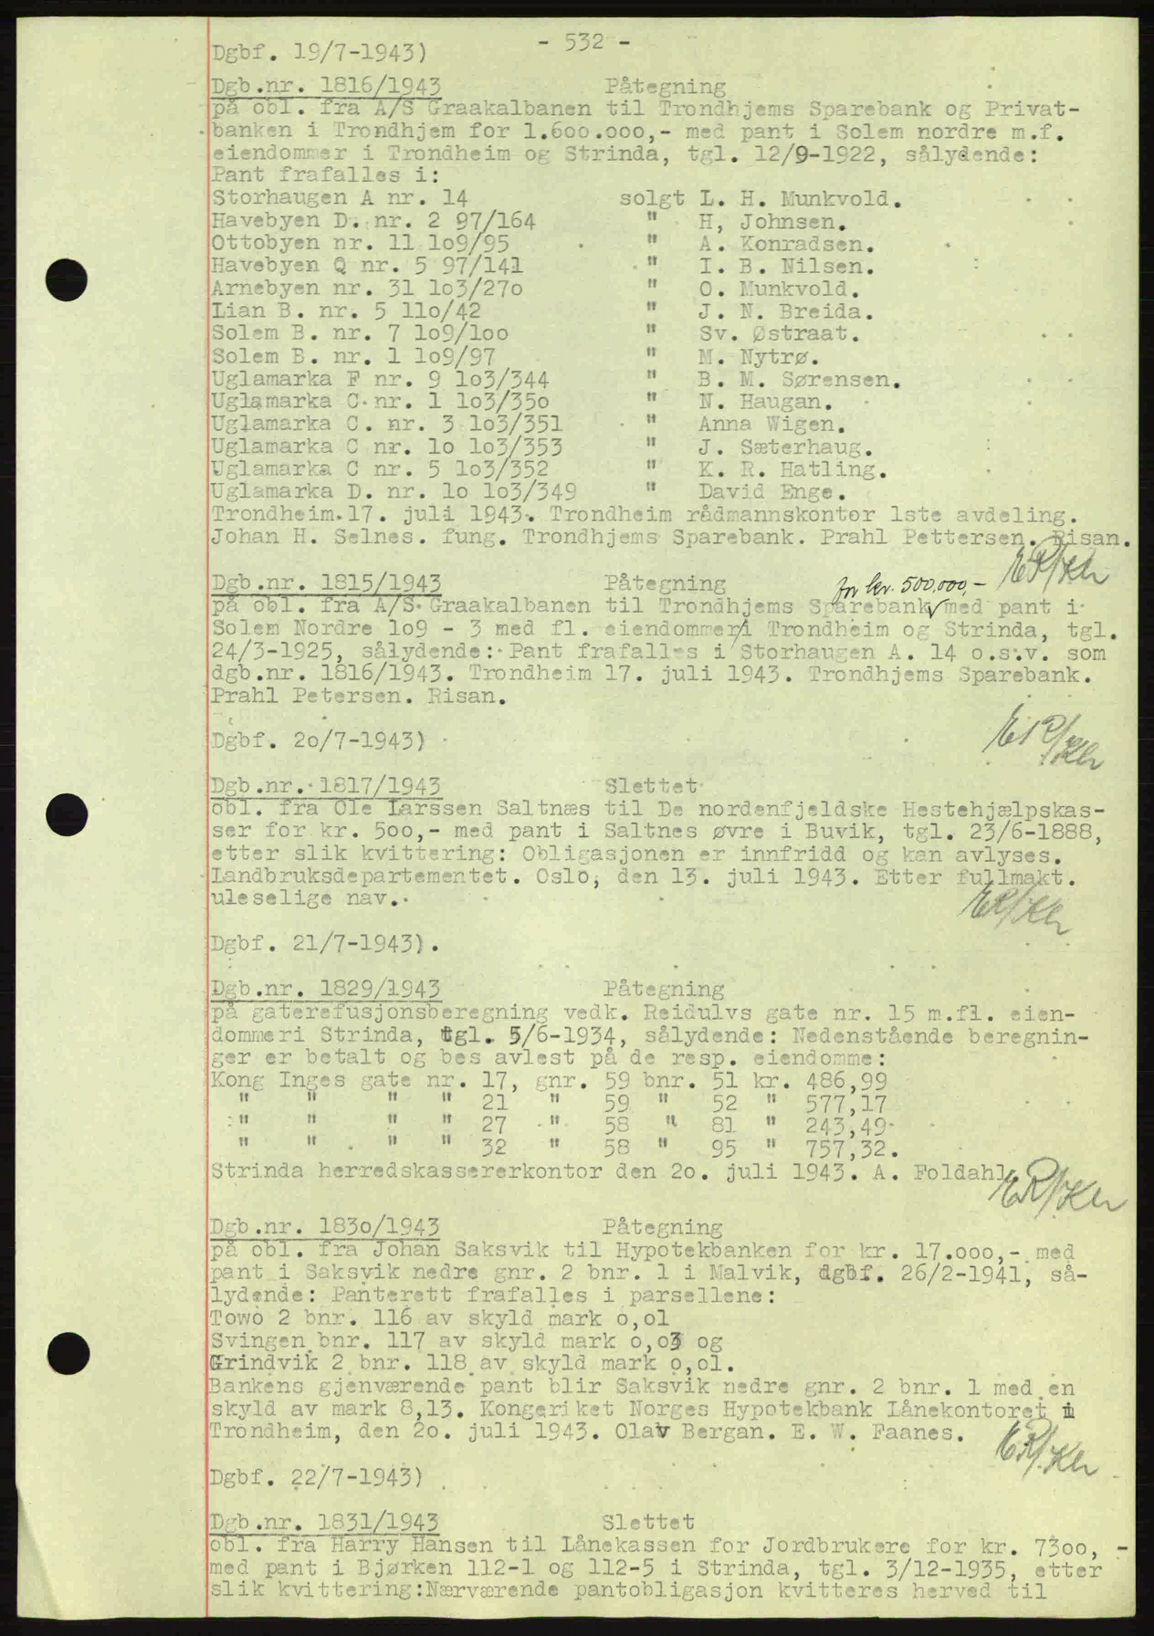 - 532 -
Dgbf. 19/7-1943)
Dgb.nr. 1816/1943 Påtegning
på obl. fra A/S Graakalbanen til Trondhjems Sparebank og Privat-
banken i Trondhjem for 1.600.000,- med pant i Solem nordre m.f.
eiendommer i Trondheim og Strinda, tgl. 12/9-1922, sålydende:
Pant frafalles i:
Storhaugen A nr. 14 solgt L. H. Munkvold.
Havebyen D. nr. 2 97/164 " H, Johnsen.
Ottobyen nr. 11 1o9/95 " A. Konradsen.
Havebyen Q nr. 5 97/141 " I. B. Nilsen.
Arnebyen nr. 31 1o3/27o " O. Munkvold.
Lian B. nr. 5 11o/42 " J. N. Breida.
Solem B. nr. 7 1o9/1oo " Sv. Østraat.
Solem B. nr. 1 1o9/97 " M. Nytrø.
Uglamarka F nr. 9 1o3/344 " B. M. Sørensen.
Uglamarka C nr. 1 1o3/35o " N. Haugan.
Uglamarka C. nr. 3 1o3/351 " Anna Wigen.
Uglamarka C nr. 1o 1o3/353 " J. Sæterhaug.
Uglamarka C nr. 5 1o3/352 " K. R. Hatling.
Uglamarka D. nr. 1o 1o3/349 " David Enge.
Trondheim 17. juli 1943. Trondheim rådmannskontor 1ste avdeling.
Johan H. Selnes. fung. Trondhjems Sparebank. Prahl Pettersen. Risan.
ER/Kh
Dgb.nr. 1815/1943 Påtegning for kr. 500.000,-
på obl. fra A/S Graakalbanen til Trondhjems Sparebank med pant i
Solem Nordre 1o9 - 3 med fl. eiendommer i Trondheim og Strinda, tgl.
24/3-1925, sålydende: Pant frafalles i Storhaugen A. 14 o.s.v. som
dgb.nr. 1816/1943. Trondheim 17. juli 1943. Trondhjems Sparebank.
Prahl Petersen. Risan.
ER/Kh
Dgbf. 2o/7-1943)
Dgb.nr. 1817/1943 Slettet
obl. fra Ole Larssen Saltnæs til De nordenfjeldske Hestehjælpskas-
ser for kr. 5oo,- med pant i Saltnes øvre i Buvik, tgl. 23/6-1888,
etter slik kvittering: Obligasjonen er innfridd og kan avlyses.
Landbruksdepartementet. Oslo, den 13. juli 1943. Etter fullmakt.
uleselige nav.
ER/Kh
Dgbf. 21/7-1943).
Dgb.nr. 1829/1943 Påtegning
på gaterefusjonsberegning vedk. Reidulvs gate nr. 15 m.fl. eien-
dommeri Strinda, tgl. 5/6-1934, sålydende: Nedenstående beregnin-
ger er betalt og bes avlest på de resp. eiendomme:
Kong Inges gate nr. 17, gnr. 59 bnr. 51 kr. 486,99
" " " " 21 " 59 " 52 " 577,17
" " " " 27 " 58 " 81 " 243,49
" " " " 32 " 58 " 95 " 757,32.
Strinda herredskassererkontor den 2o. juli 1943. A. Foldahl
ER/Kh
Dgb.nr. 183o/1943 Påtegning
på obl. fra Johan Saksvik til Hypotekbanken for kr. 17.ooo,- med
pant i Saksvik nedre gnr. 2 bnr. 1 i Malvik, dgbf. 26/2-1941, så-
lydende: Panterett frafalles i parsellene:
Towo 2 bnr. 116 av skyld mark o,o1
Svingen bnr. 117 av skyld mark o,o3 og
Grindvik 2 bnr. 118 av skyld mark o,o1.
Bankens gjenværende pant blir Saksvik nedre gnr. 2 bnr. 1 med en
skyld av mark 8,13. Kongeriket Norges Hypotekbank Lånekontoret i
Trondheim, den 2o. juli 1943. Olav Bergan. E. W. Faanes.
ER/Kh
Dgbf. 22/7-1943)
Dgb.nr. 1831/1943 Slettet
obl. fra Harry Hansen til Lånekassen for Jordbrukere for kr. 73oo, -
med pant i Bjørken 112-1 og 112-5 i Strinda, tgl. 3/12-1935, etter
slik kvittering:Nærværende pantobligasjon kvitteres herved til